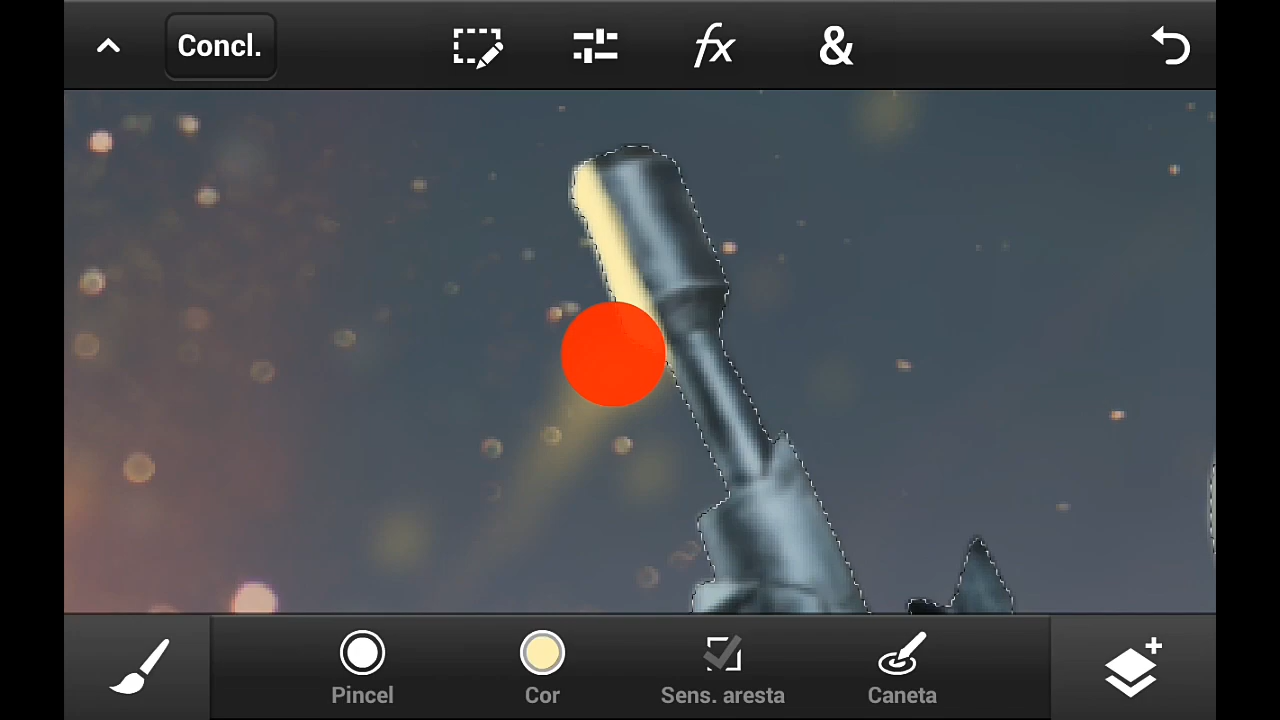 Concl.
fx
&
Pincel
Cor
Sens. aresta
Caneta